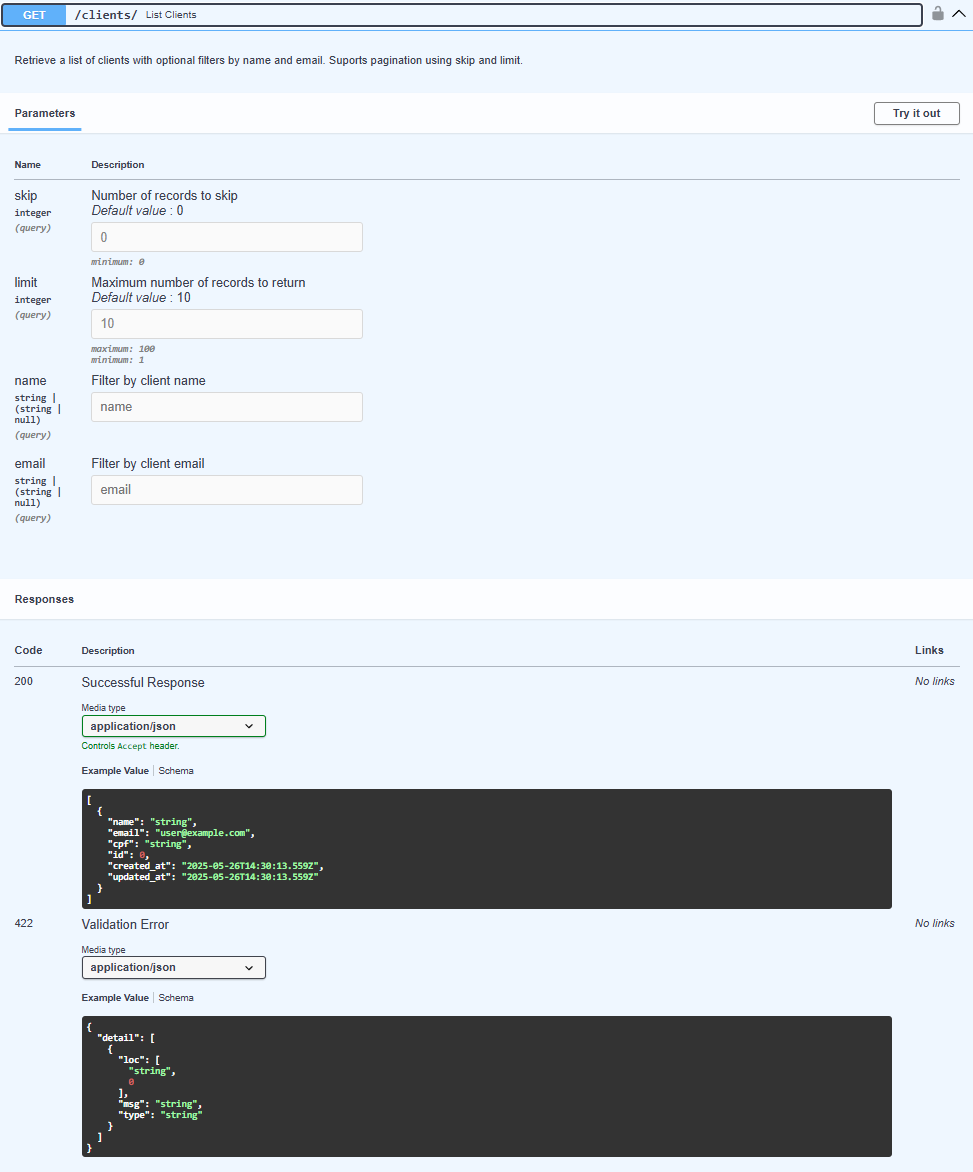 GET /clients/ List Clients
Retrieve a list of clients with optional filters by name and email. Suports pagination using skip and limit.
Parameters
Try it out
Name Description
skip
integer
(query)
Number of records to skip
Default value : 0
0
minimum: 0
limit
integer
(query)
Maximum number of records to return
Default value : 10
10
maximum: 100
minimum: 1
name
string |
(string |
null)
(query)
Filter by client name
name
email
string |
(string |
null)
(query)
Filter by client email
email
Responses
Code Description Links
200 Successful Response No links
Media type
application/json
Controls Accept header.
Example Value Schema
[
  {
    "name": "string",
    "email": "user@example.com",
    "cpf": "string",
    "id": 0,
    "created_at": "2025-05-26T14:30:13.559Z",
    "updated_at": "2025-05-26T14:30:13.559Z"
  }
]
422 Validation Error No links
Media type
application/json
Example Value Schema
{
  "detail": [
    {
      "loc": [
        "string",
        0
      ],
      "msg": "string",
      "type": "string"
    }
  ]
}